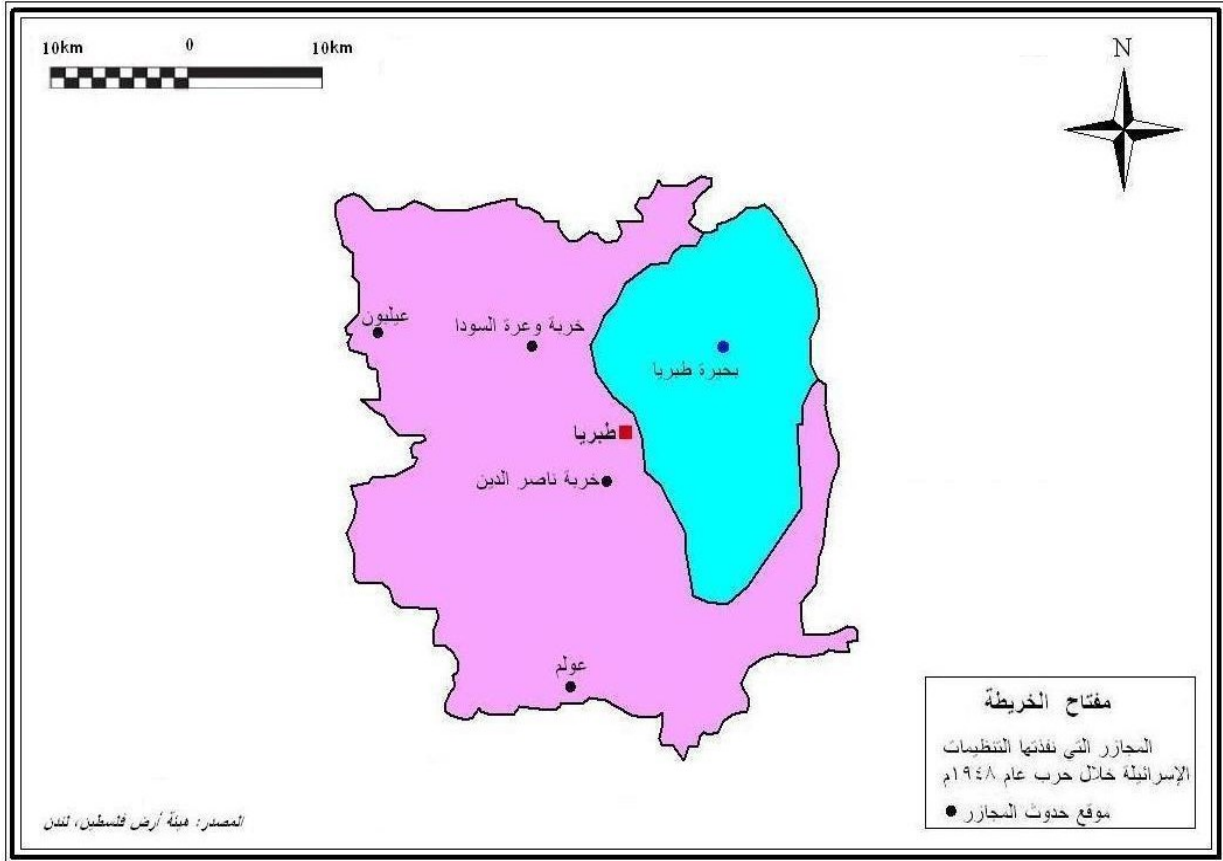 10km 0 10km
N
عيلبون
خربة وعرة السودا
بحيرة طبريا
طبريا
خربة ناصر الدين
عولم
مفتاح الخريطة
المجازر التي نفذتها التنظيمات
الإسرائيلة خلال حرب عام ١٩٤٨م
موقع حدوث المجازر
المصدر: هيئة أرض فلسطين، لندن